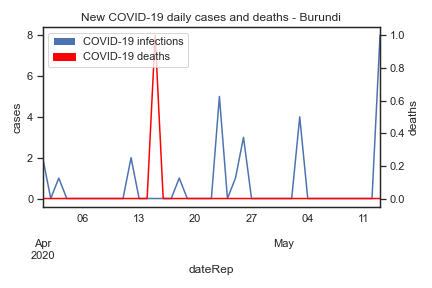 New COVID-19 daily cases and deaths - Burundi
COVID-19 infections
COVID-19 deaths
cases
8
6
4
2
0
deaths
1.0
0.8
0.6
0.4
0.2
0.0
06 13 20 27 04 11
Apr May
2020
dateRep